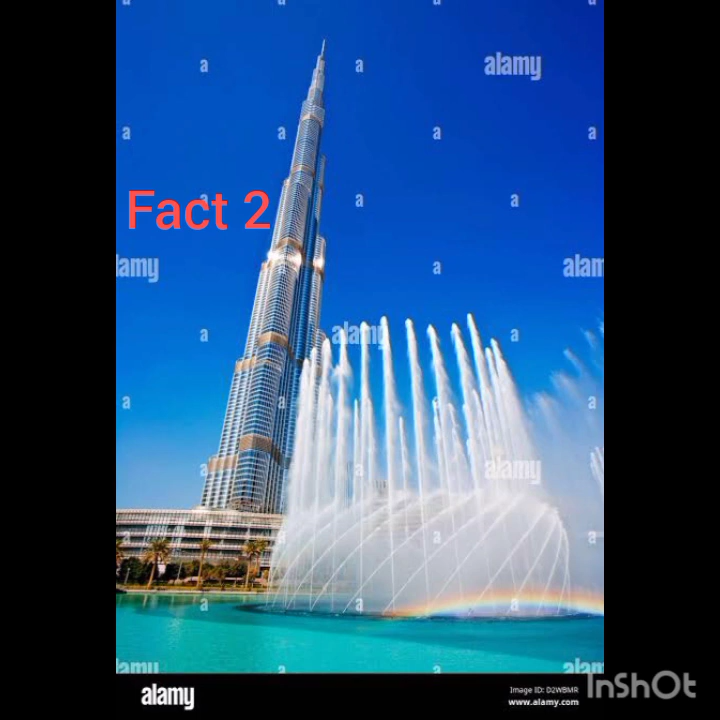 a a alamy
a a a a
Fact 2 a a
alamy a alamy
a alamy a
a a
a alamy
a a
alamy alamy
alamy Image ID: D2WBMR
www.alamy.com
InShOt